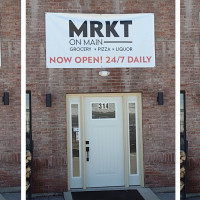 MRKT
ON MAIN
GROCERY • PIZZA • LIQUOR
NOW OPEN! 24/7 DAILY
314